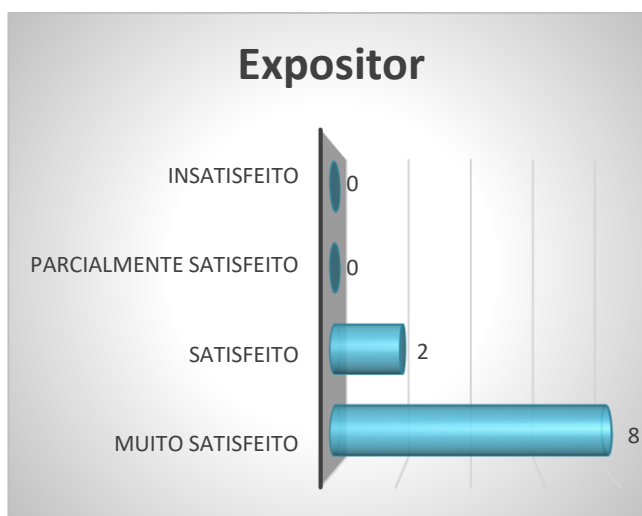 Expositor
INSATISFEITO 0
PARCIALMENTE SATISFEITO 0
SATISFEITO 2
MUITO SATISFEITO 8